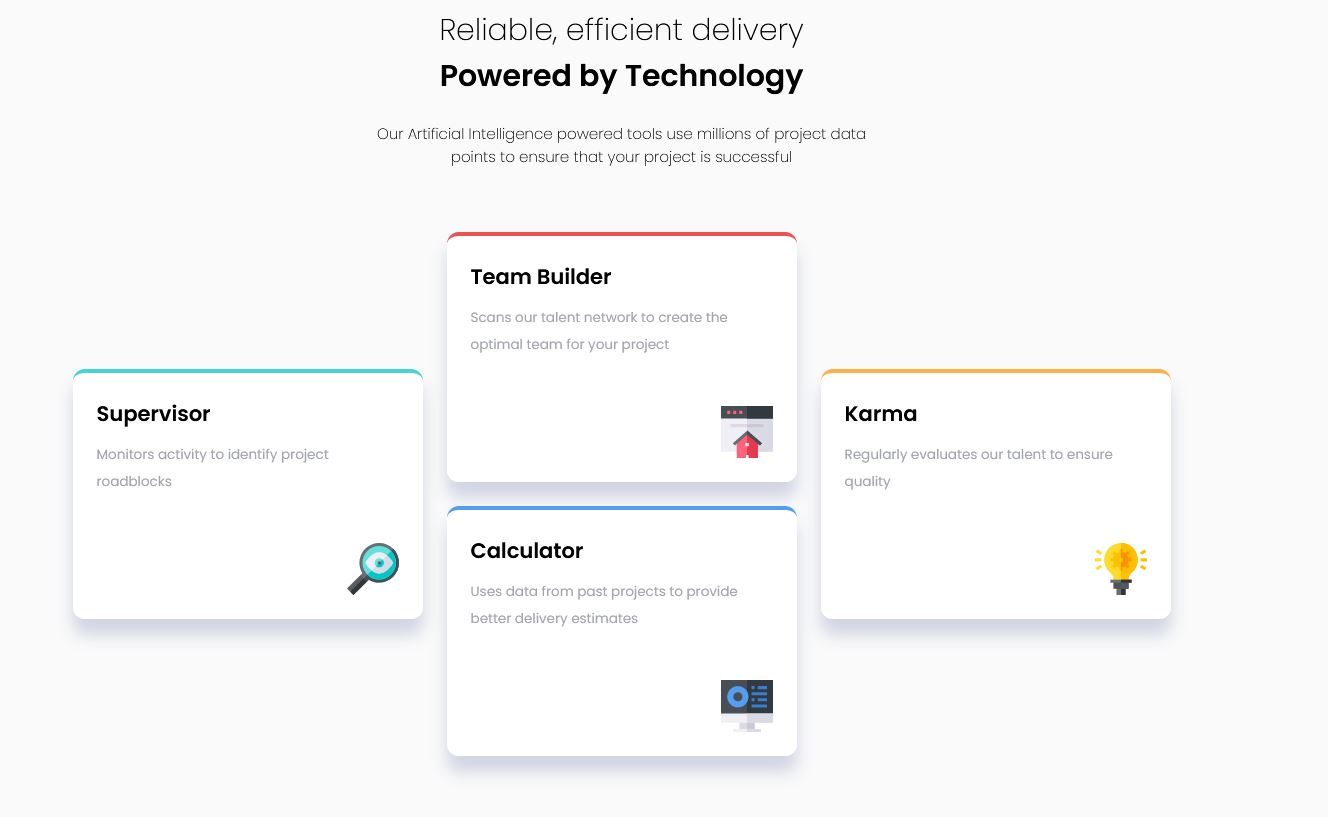 Reliable, efficient delivery
Powered by Technology
Our Artificial Intelligence powered tools use millions of project data
points to ensure that your project is successful
Supervisor
Monitors activity to identify project
roadblocks
Team Builder
Scans our talent network to create the
optimal team for your project
Calculator
Uses data from past projects to provide
better delivery estimates
Karma
Regularly evaluates our talent to ensure
quality